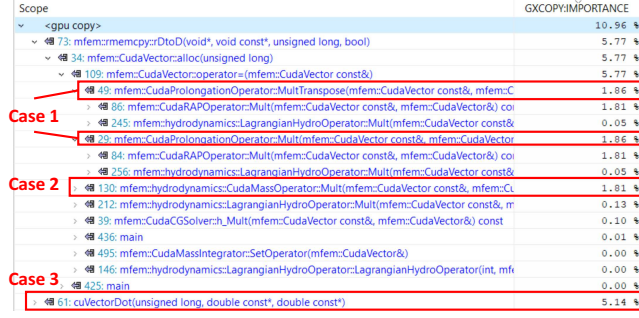 Scope GXCOPY:IMPORTANCE
<gpu copy> 10.96 %
73: mfem::rmemcpy::rDtoD(void*, void const*, unsigned long, bool) 5.77 %
34: mfem::CudaVector::alloc(unsigned long) 5.77 %
109: mfem::CudaVector::operator=(mfem::CudaVector const&) 5.77 %
49: mfem::CudaProlongationOperator::MultTranspose(mfem::CudaVector const&, mfem::C 1.86 %
86: mfem::CudaRAPOperator::Mult(mfem::CudaVector const&, mfem::CudaVector&) co 1.81 %
Case 1
245: mfem::hydrodynamics::LagrangianHydroOperator::Mult(mfem::CudaVector const& 0.05 %
29: mfem::CudaProlongationOperator::Mult(mfem::CudaVector const&, mfem::CudaVector 1.86 %
84: mfem::CudaRAPOperator::Mult(mfem::CudaVector const&, mfem::CudaVector&) co 1.81 %
256: mfem::hydrodynamics::LagrangianHydroOperator::Mult(mfem::CudaVector const& 0.05 %
Case 2
130: mfem::hydrodynamics::CudaMassOperator::Mult(mfem::CudaVector const&, mfem::Cu 1.81 %
212: mfem::hydrodynamics::LagrangianHydroOperator::Mult(mfem::CudaVector const&, m 0.13 %
39: mfem::CudaCGSolver::h_Mult(mfem::CudaVector const&, mfem::CudaVector&) const 0.10 %
436: main 0.01 %
495: mfem::CudaMassIntegrator::SetOperator(mfem::CudaVector&) 0.00 %
146: mfem::hydrodynamics::LagrangianHydroOperator::LagrangianHydroOperator(int, mfe 0.00 %
Case 3
425: main 0.00 %
61: cuVectorDot(unsigned long, double const*, double const*) 5.14 %